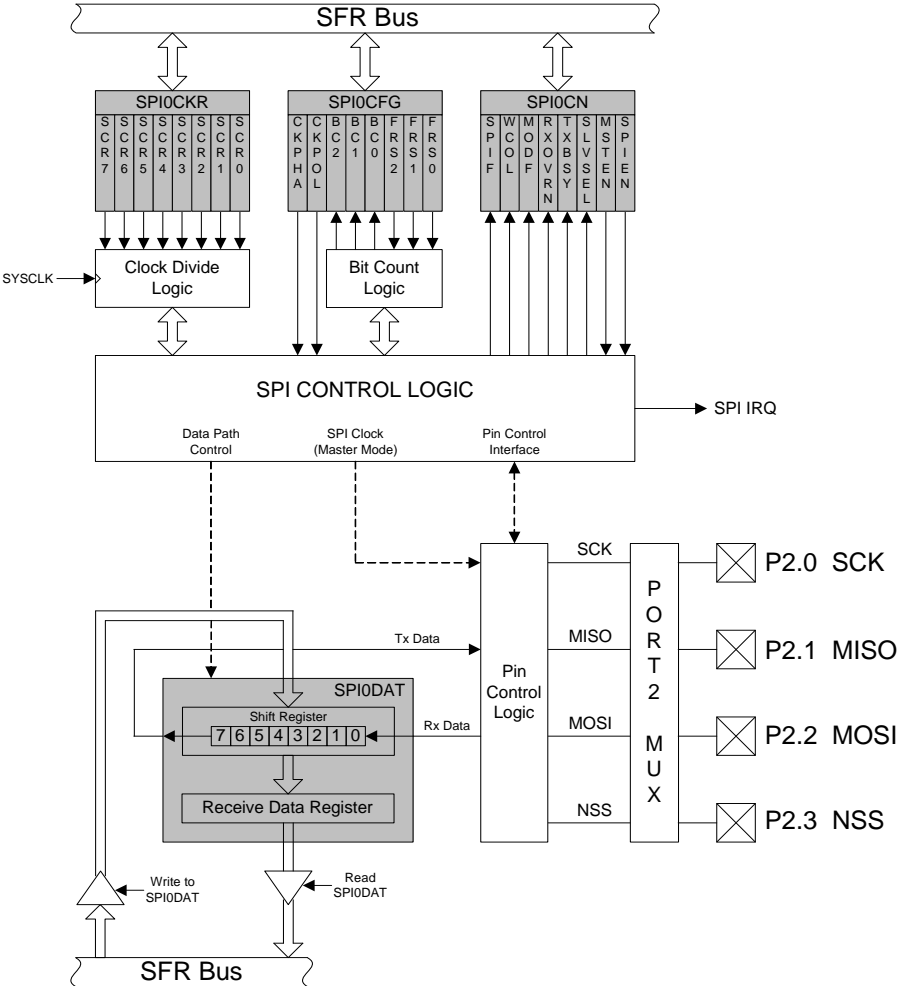 SFR Bus
SPI0CKR
SCR7 SCR6 SCR5 SCR4 SCR3 SCR2 SCR1 SCR0
SPI0CFG
CKPHA CKPOL BC2 BC1 BC0 FRS2 FRS1 FRS0
SPI0CN
SPIF WCOL MODF RXOVRN TXBSY SLVSEL MSTEN SPIEN
SYSCLK
Clock Divide
Logic
Bit Count
Logic
SPI CONTROL LOGIC
SPI IRQ
Data Path
Control
SPI Clock
(Master Mode)
Pin Control
Interface
SCK
MISO
MOSI
NSS
Pin
Control
Logic
PORT2 MUX
P2.0 SCK
P2.1 MISO
P2.2 MOSI
P2.3 NSS
Tx Data
SPI0DAT
Shift Register
7 6 5 4 3 2 1 0
Rx Data
Receive Data Register
Write to
SPI0DAT
Read
SPI0DAT
SFR Bus